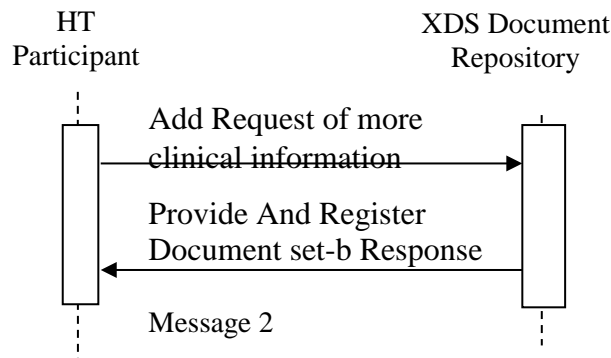 HT
Participant
XDS Document
Repository
Add Request of more
clinical information
Provide And Register
Document set-b Response
Message 2